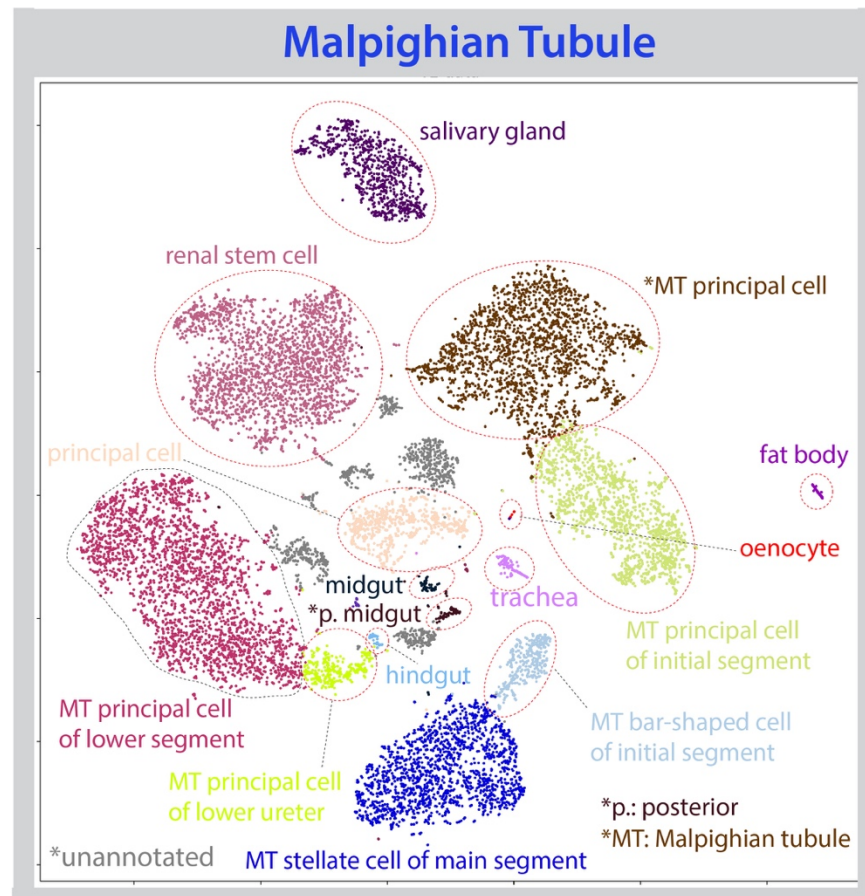 Malpighian Tubule
salivary gland
renal stem cell
*MT principal cell
principal cell
fat body
oenocyte
midgut
trachea
*p. midgut
MT principal cell
of initial segment
hindgut
MT principal cell
of lower segment
MT bar-shaped cell
of initial segment
MT principal cell
of lower ureter
*p.: posterior
*MT: Malpighian tubule
*unannotated
MT stellate cell of main segment